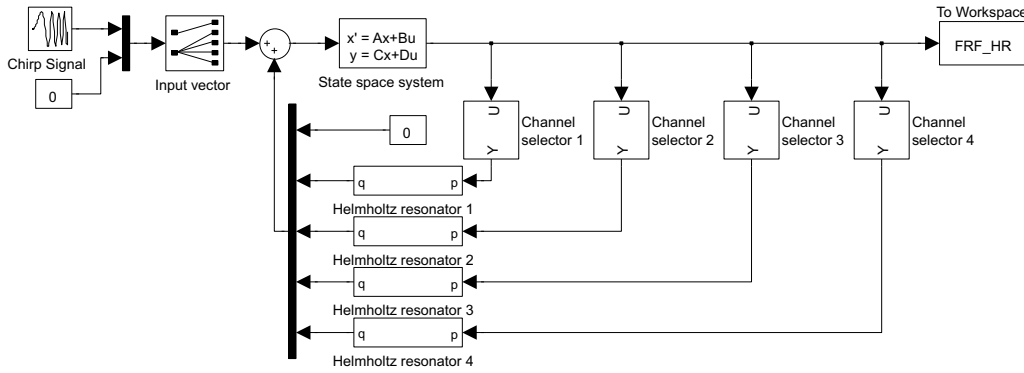 To Workspace
FRF_HR
Chirp Signal
0
Input vector
+
+
x' = Ax+Bu
y = Cx+Du
State space system
U
Y
Channel
selector 1
U
Y
Channel
selector 2
U
Y
Channel
selector 3
U
Y
Channel
selector 4
0
q p
Helmholtz resonator 1
q p
Helmholtz resonator 2
q p
Helmholtz resonator 3
q p
Helmholtz resonator 4